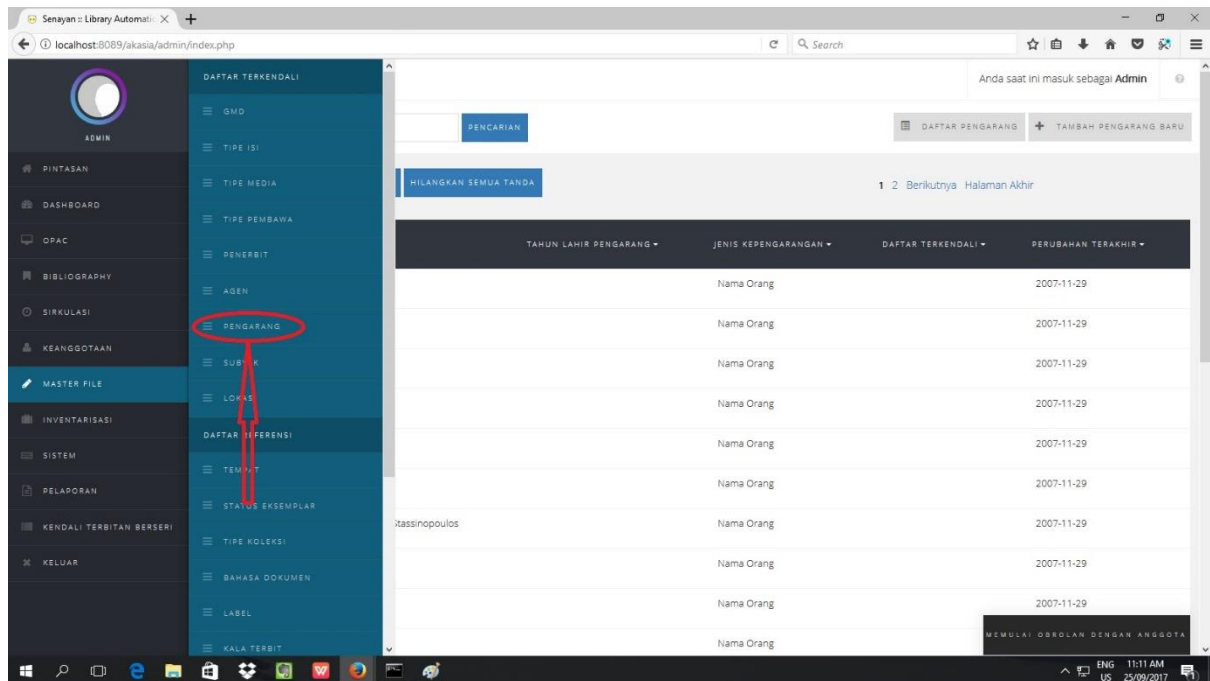 Senayan :: Library Automati
localhost:8089/akasia/admin/index.php
Search
ADMIN
PINTASAN
DASHBOARD
OPAC
BIBLIOGRAPHY
SIRKULASI
KEANGGOTAAN
MASTER FILE
INVENTARISASI
SISTEM
PELAPORAN
KENDALI TERBITAN BERSERI
KELUAR
DAFTAR TERKENDALI
GMD
TIPE ISI
TIPE MEDIA
TIPE PEMBAWA
PENERBIT
AGEN
PENGARANG
SUBYEK
LOKASI
DAFTAR REFERENSI
TEMPAT
STATUS EKSEMPLAR
TIPE KOLEKSI
BAHASA DOKUMEN
LABEL
KALA TERBIT
Anda saat ini masuk sebagai Admin
PENCARIAN
DAFTAR PENGARANG
TAMBAH PENGARANG BARU
HILANGKAN SEMUA TANDA
1 2 Berikutnya Halaman Akhir
TAHUN LAHIR PENGARANG JENIS KEPENGARANGAN DAFTAR TERKENDALI PERUBAHAN TERAKHIR
Nama Orang 2007-11-29
Nama Orang 2007-11-29
Nama Orang 2007-11-29
Nama Orang 2007-11-29
Nama Orang 2007-11-29
Nama Orang 2007-11-29
Stassinopoulos Nama Orang 2007-11-29
Nama Orang 2007-11-29
Nama Orang 2007-11-29
Nama Orang
MEMULAI OBROLAN DENGAN ANGGOTA
ENG 11:11 AM
US 25/09/2017